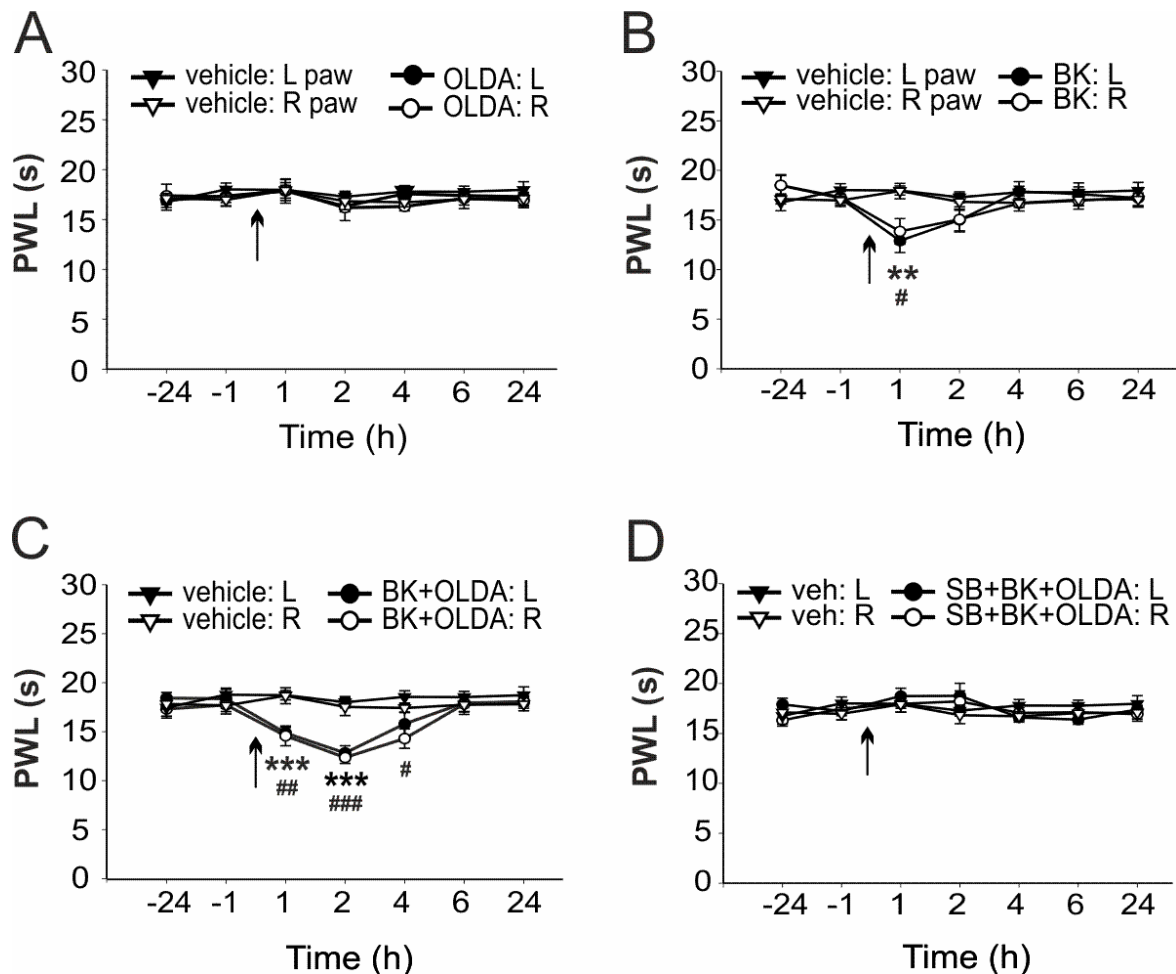 A
vehicle: L paw OLDA: L
vehicle: R paw OLDA: R
30
25
20
15
10
5
0
PWL (s)
-24 -1 1 2 4 6 24
Time (h)
B
vehicle: L paw BK: L
vehicle: R paw BK: R
30
25
20
15
10
5
0
PWL (s)
**
#
-24 -1 1 2 4 6 24
Time (h)
C
vehicle: L BK+OLDA: L
vehicle: R BK+OLDA: R
30
25
20
15
10
5
0
PWL (s)
*** *** #
## ###
-24 -1 1 2 4 6 24
Time (h)
D
veh: L SB+BK+OLDA: L
veh: R SB+BK+OLDA: R
30
25
20
15
10
5
0
PWL (s)
-24 -1 1 2 4 6 24
Time (h)